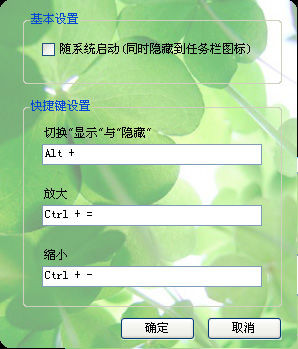 基本设置
随系统启动(同时隐藏到任务栏图标)
快捷键设置
切换"显示"与"隐藏"
Alt +
放大
Ctrl + =
缩小
Ctrl + -
确定 取消